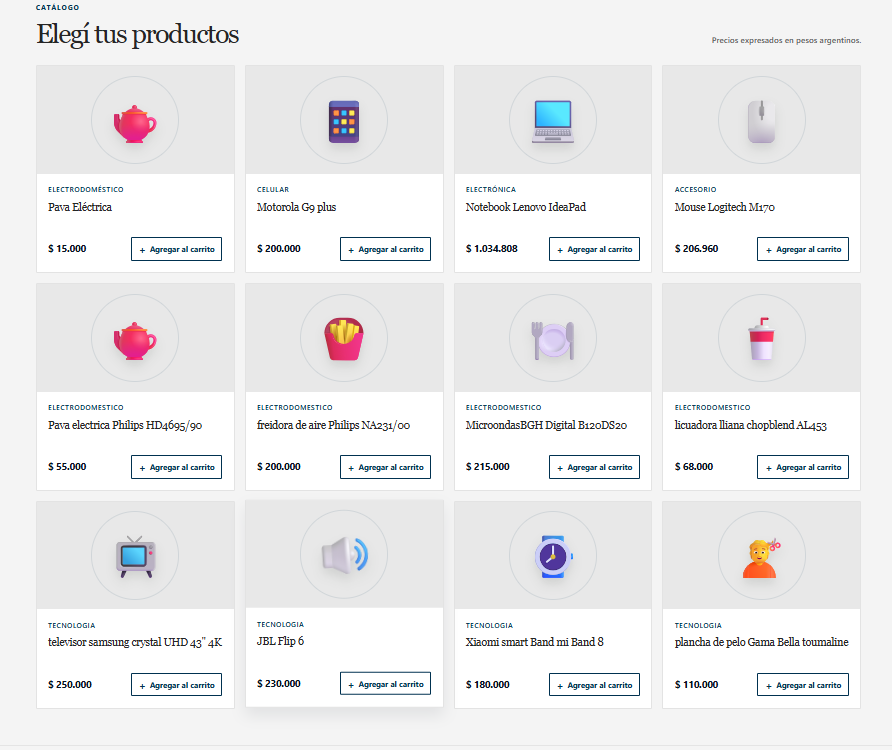 CATÁLOGO
Elegí tus productos
Precios expresados en pesos argentinos.
ELECTRODOMÉSTICO
Pava Eléctrica
$ 15.000
+ Agregar al carrito
CELULAR
Motorola G9 plus
$ 200.000
+ Agregar al carrito
ELECTRÓNICA
Notebook Lenovo IdeaPad
$ 1.034.808
+ Agregar al carrito
ACCESORIO
Mouse Logitech M170
$ 206.960
+ Agregar al carrito
ELECTRODOMESTICO
Pava electrica Philips HD4695/90
$ 55.000
+ Agregar al carrito
ELECTRODOMESTICO
freidora de aire Philips NA231/00
$ 200.000
+ Agregar al carrito
ELECTRODOMESTICO
MicroondasBGH Digital B120DS20
$ 215.000
+ Agregar al carrito
ELECTRODOMESTICO
licuadora lliana chopblend AL453
$ 68.000
+ Agregar al carrito
TECNOLOGIA
televisor samsung crystal UHD 43" 4K
$ 250.000
+ Agregar al carrito
TECNOLOGIA
JBL Flip 6
$ 230.000
+ Agregar al carrito
TECNOLOGIA
Xiaomi smart Band mi Band 8
$ 180.000
+ Agregar al carrito
TECNOLOGIA
plancha de pelo Gama Bella toumaline
$ 110.000
+ Agregar al carrito